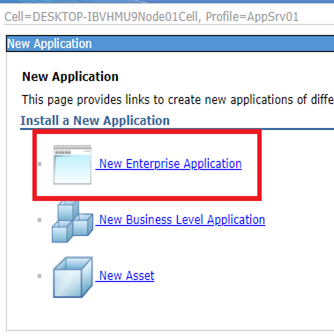 Cell=DESKTOP-IBVHMU9Node01Cell, Profile=AppSrv01
New Application
New Application
This page provides links to create new applications of diffe
Install a New Application
New Enterprise Application
New Business Level Application
New Asset